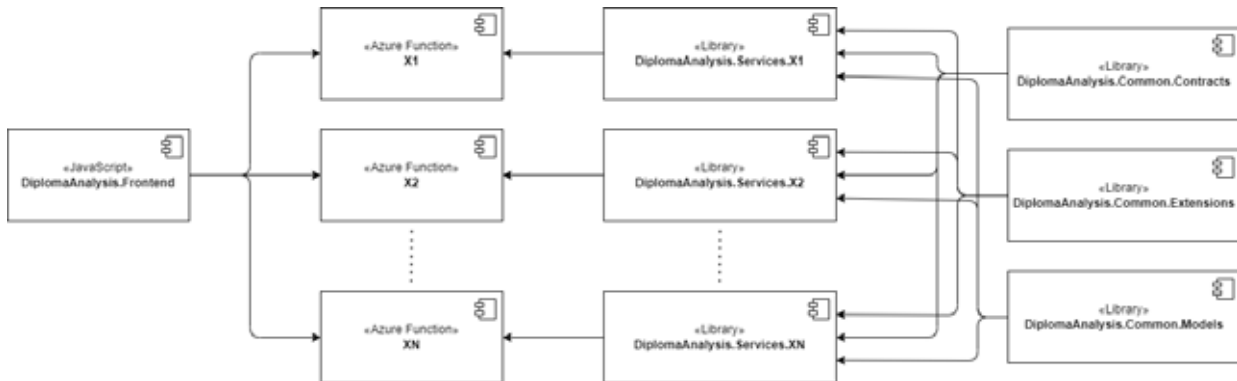 «Azure Function»
X1
«Library»
DiplomaAnalysis.Services.X1
«Library»
DiplomaAnalysis.Common.Contracts
«JavaScript»
DiplomaAnalysis.Frontend
«Azure Function»
X2
«Library»
DiplomaAnalysis.Services.X2
«Library»
DiplomaAnalysis.Common.Extensions
«Azure Function»
XN
«Library»
DiplomaAnalysis.Services.XN
«Library»
DiplomaAnalysis.Common.Models